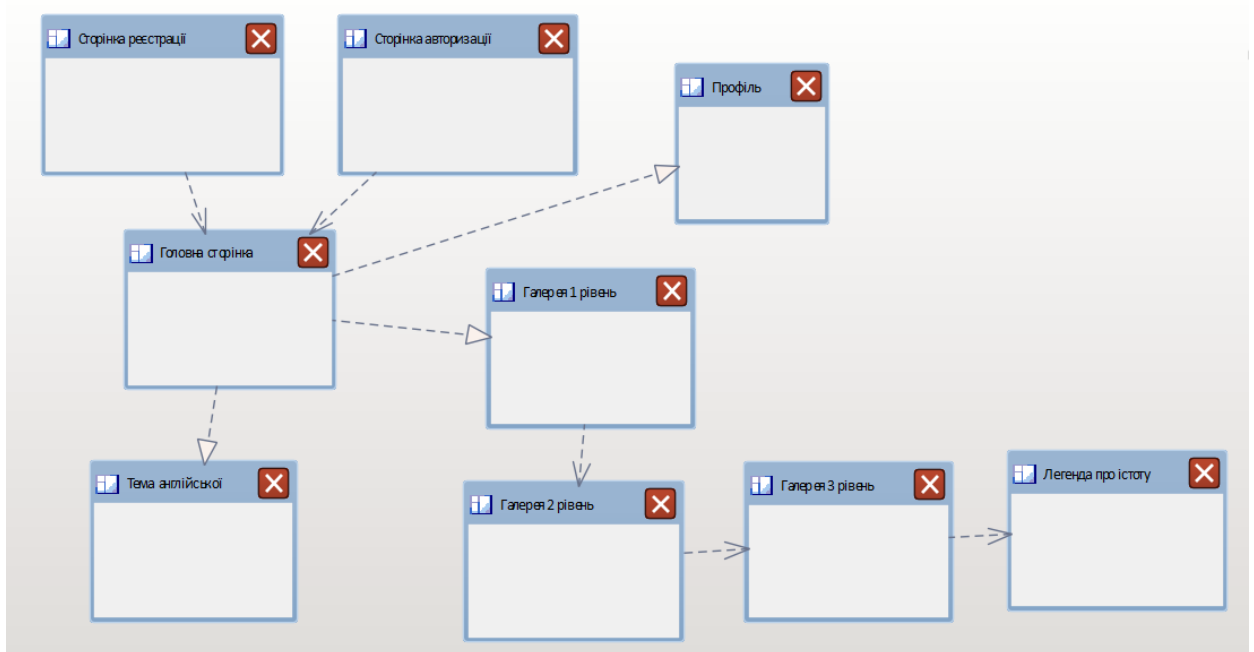 Сторінка реєстрації
Сторінка авторизації
Профіль
Головна сторінка
Галерея 1 рівень
Тема англійської
Галерея 2 рівень
Галерея 3 рівень
Легенда про істоту